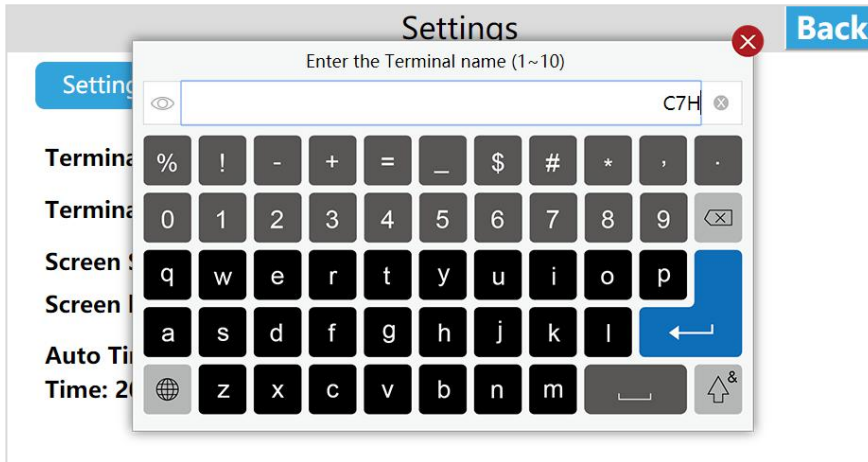 Settings
Back
Enter the Terminal name (1~10)
C7H
% ! - + = _ $ # * , .
0 1 2 3 4 5 6 7 8 9
q w e r t y u i o p
a s d f g h j k l
z x c v b n m &
Setting
Termina
Termina
Screen S
Screen
Auto Ti
Time: 20